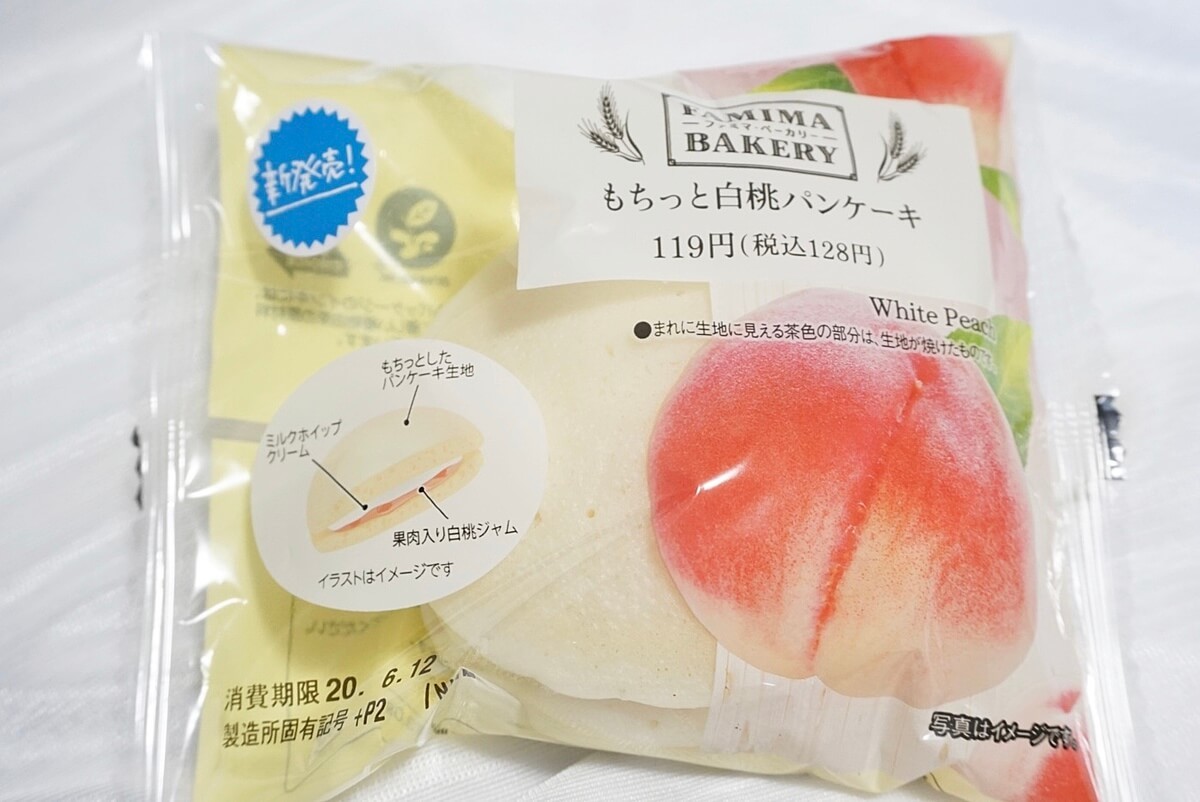 新発売!
FAMIMA
ファミマ・ベーカリー
BAKERY
もちっと白桃パンケーキ
119円(税込128円)
White Peach
●まれに生地に見える茶色の部分は、生地が焼けたものです。
もちっとした
パンケーキ生地
ミルクホイップ
クリーム
果肉入り白桃ジャム
イラストはイメージです
消費期限 20. 6.12
製造所固有記号 +P2
写真はイメージです